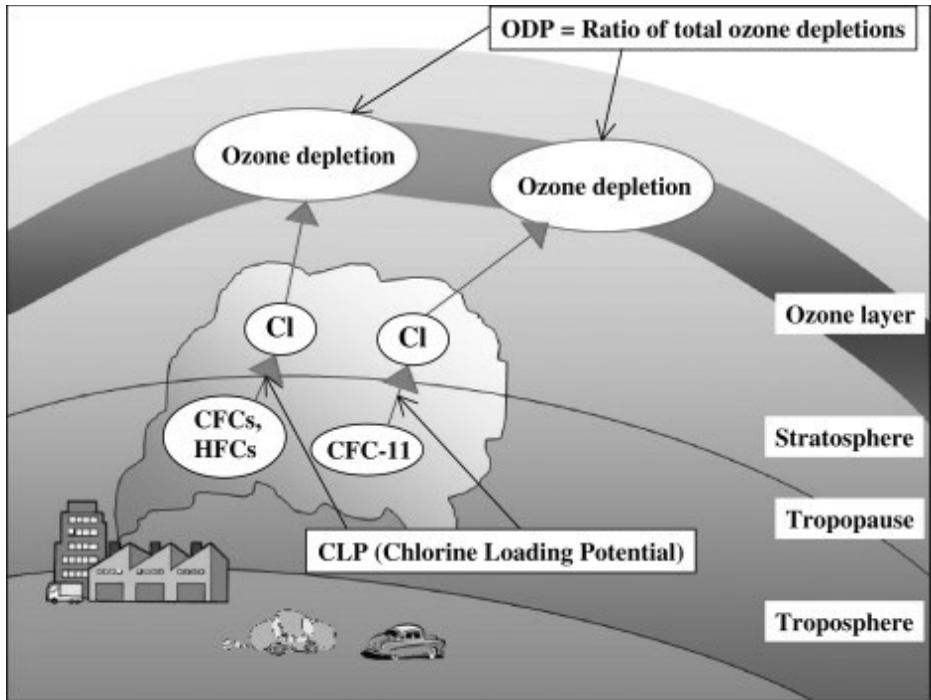 ODP = Ratio of total ozone depletions
Ozone depletion
Ozone depletion
Ozone layer
Cl
Cl
CFCs,
HFCs
CFC-11
Stratosphere
Tropopause
CLP (Chlorine Loading Potential)
Troposphere